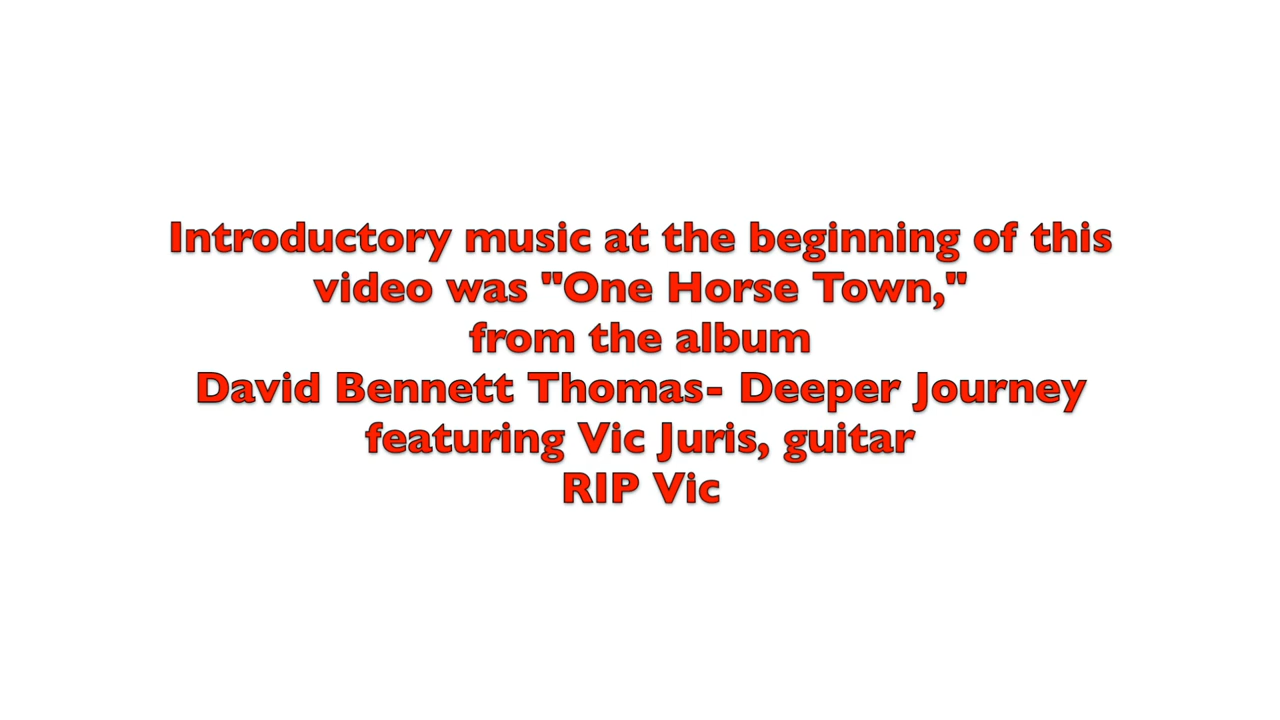 Introductory music at the beginning of this
video was "One Horse Town,"
from the album
David Bennett Thomas- Deeper Journey
featuring Vic Juris, guitar
RIP Vic